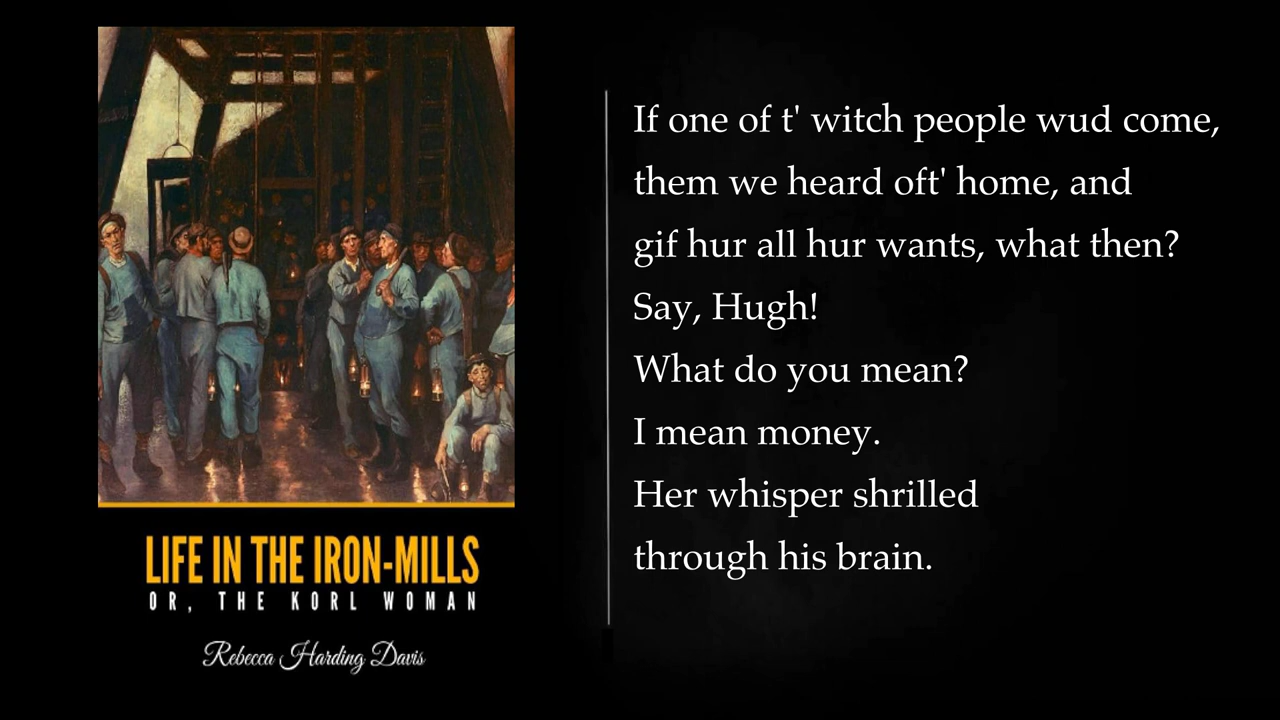 If one of t' witch people wud come,
them we heard oft' home, and
gif hur all hur wants, what then?
Say, Hugh!
What do you mean?
I mean money.
Her whisper shrilled
through his brain.
LIFE IN THE IRON-MILLS
OR, THE KORL WOMAN
Rebecca Harding Davis